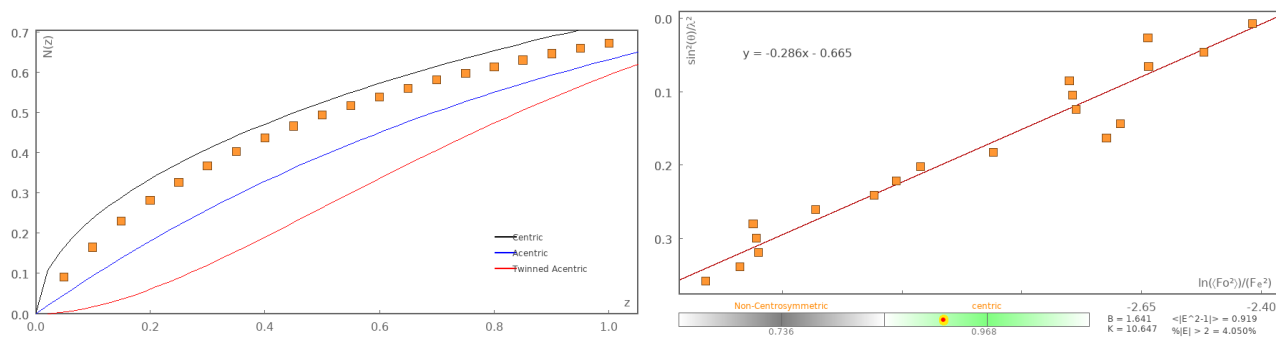 0.7
N(z)
0.6
0.5
0.4
0.3
0.2
0.1
0.0
Centric
Acentric
Twinned Acentric
z
0.0 0.2 0.4 0.6 0.8 1.0
0.0
sin²(θ)/λ²
y = -0.286x - 0.665
0.1
0.2
0.3
ln(⟨Fo²⟩)/(Fe²)
-2.65 -2.40
Non-Centrosymmetric centric
0.736 0.968
B = 1.641 <|E^2-1|> = 0.919
K = 10.647 %|E| > 2 = 4.050%